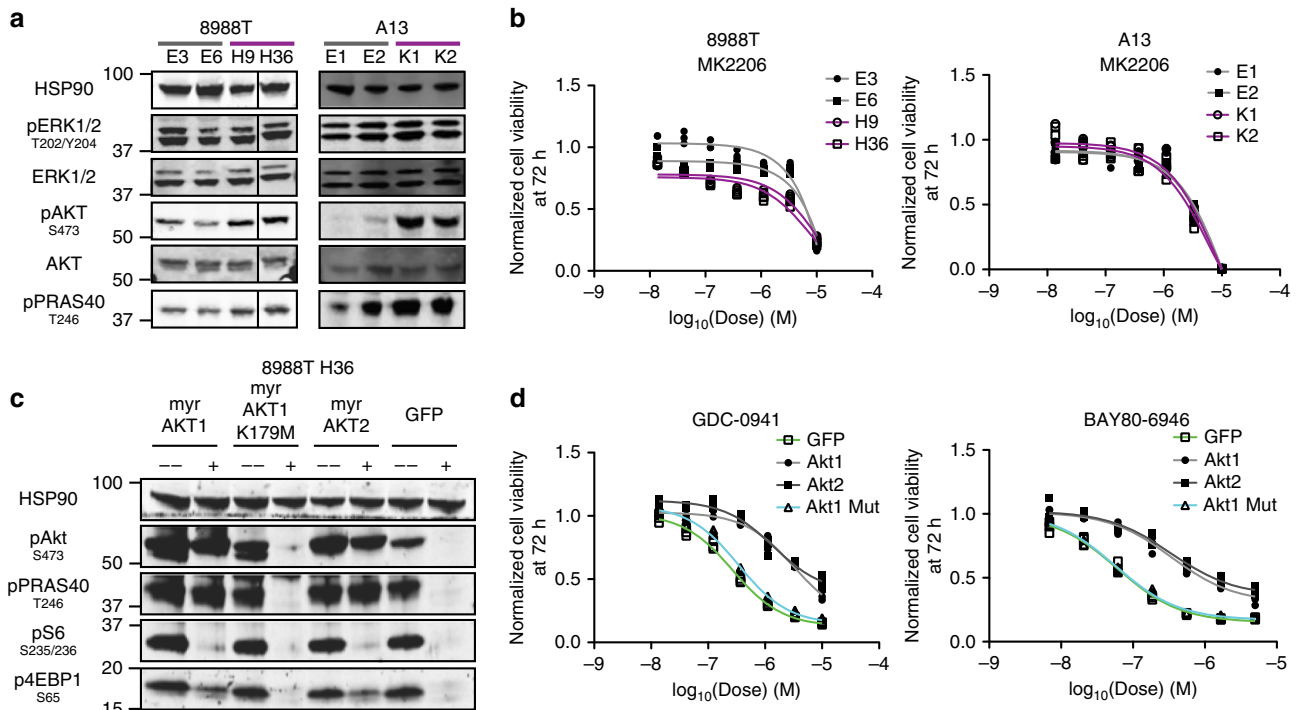 a
8988T
A13
E3 E6 H9 H36
E1 E2 K1 K2
HSP90
100
pERK1/2
T202/Y204
37
ERK1/2
37
pAKT
S473
50
AKT
50
pPRAS40
T246
37
b
8988T
MK2206
E3
E6
H9
H36
Normalized cell viability
at 72 h
1.5
1.0
0.5
0.0
–9 –8 –7 –6 –5 –4
log10(Dose) (M)
A13
MK2206
E1
E2
K1
K2
Normalized cell viability
at 72 h
1.5
1.0
0.5
0.0
–9 –8 –7 –6 –5 –4
log10(Dose) (M)
c
8988T H36
myr
AKT1
myr
AKT1
K179M
myr
AKT2
GFP
–– + –– + –– + –– +
HSP90
100
pAkt
S473
50
pPRAS40
T246
37
pS6
S235/236
37
p4EBP1
S65
20
15
d
GDC-0941
GFP
Akt1
Akt2
Akt1 Mut
Normalized cell viability
at 72 h
1.5
1.0
0.5
0.0
–9 –8 –7 –6 –5 –4
log10(Dose) (M)
BAY80-6946
GFP
Akt1
Akt2
Akt1 Mut
Normalized cell viability
at 72 h
1.5
1.0
0.5
0.0
–9 –8 –7 –6 –5
log10(Dose) (M)